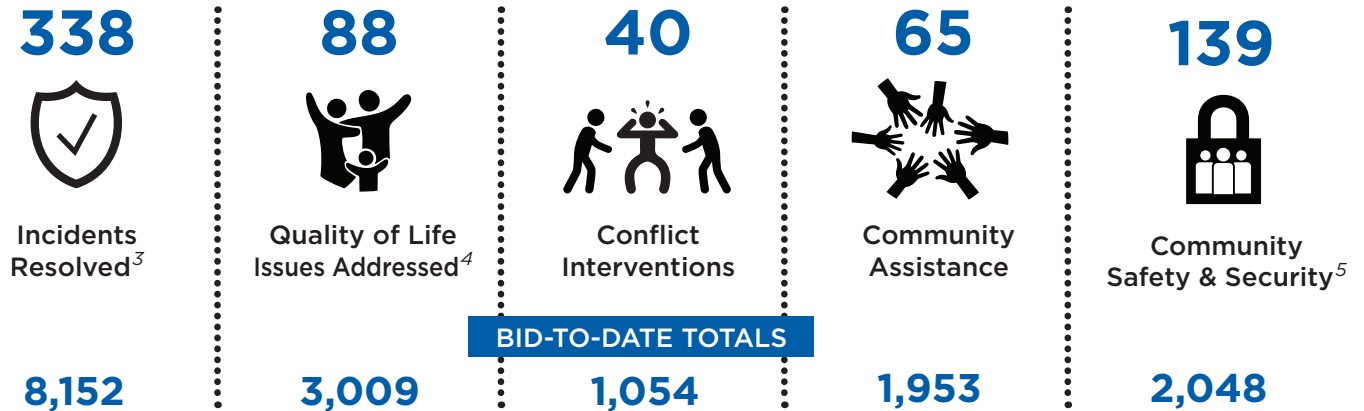 338
Incidents
Resolved3
88
Quality of Life
Issues Addressed4
40
Conflict
Interventions
65
Community
Assistance
139
Community
Safety & Security5
BID-TO-DATE TOTALS
8,152
3,009
1,054
1,953
2,048